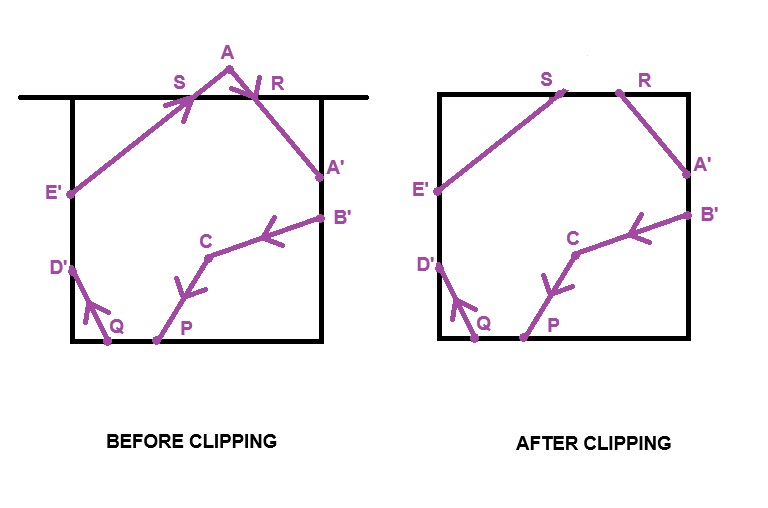 A
S
R
E'
A'
B'
C
D'
Q
P
S
R
E'
A'
B'
C
D'
Q
P
BEFORE CLIPPING
AFTER CLIPPING